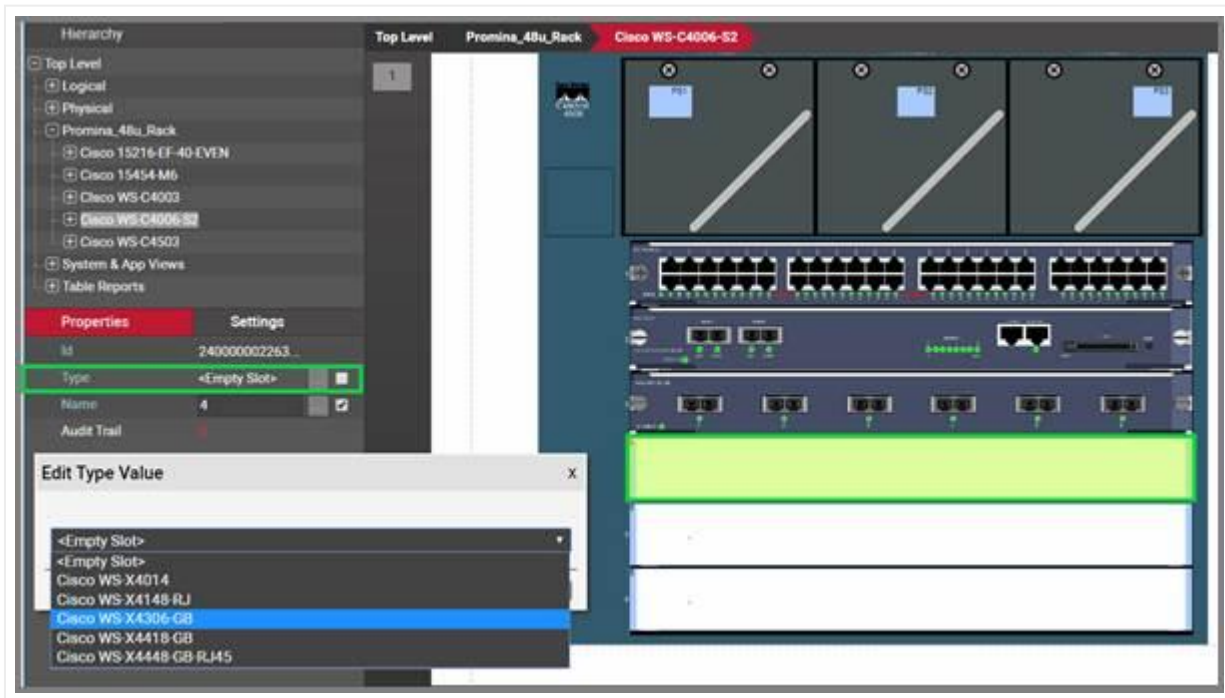 Hierarchy
Top Level
Logical
Physical
Promina_48u_Rack
Cisco 15216-EF-40-EVEN
Cisco 15454-M6
Cisco WS-C4003
Cisco WS-C4006-S2
Cisco WS-C4503
System & App Views
Table Reports
Properties Settings
Id 240000002263...
Type <Empty Slot>
Name 4
Audit Trail
Edit Type Value X
<Empty Slot>
<Empty Slot>
Cisco WS-X4014
Cisco WS-X4148-RJ
Cisco WS-X4306-GB
Cisco WS-X4418-GB
Cisco WS-X4448-GB-RJ45
Top Level Promina_48u_Rack Cisco WS-C4006-S2
1
PS1 PS2 PS3